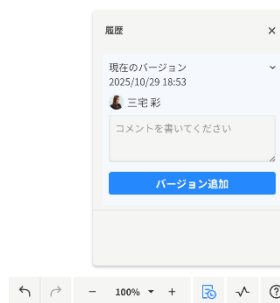 履歴
現在のバージョン
2025/10/29 18:53
三宅 彩
コメントを書いてください
バージョン追加
100%